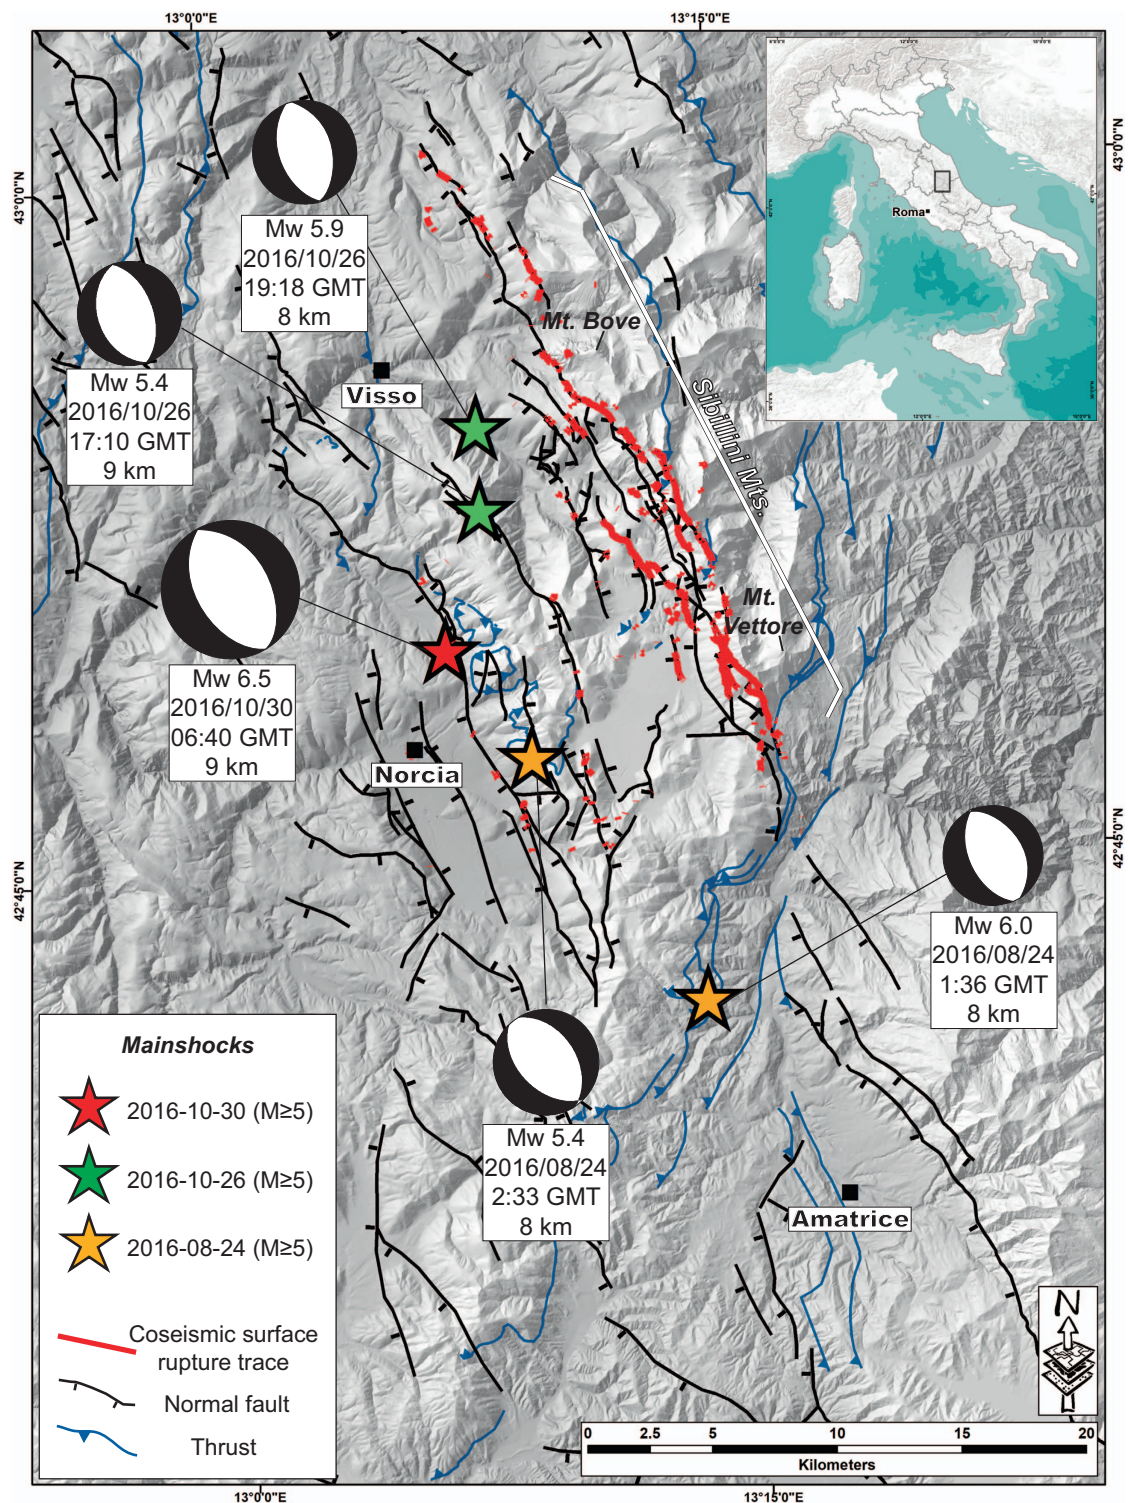 13°0'0"E
13°15'0"E
43°0'0"N
43°0'0"N
Roma
Mw 5.9
2016/10/26
19:18 GMT
8 km
Mt. Bove
Mw 5.4
2016/10/26
17:10 GMT
9 km
Visso
Sibillini Mts.
Mt.
Vettore
Mw 6.5
2016/10/30
06:40 GMT
9 km
Norcia
42°45'0"N
42°45'0"N
Mw 6.0
2016/08/24
1:36 GMT
8 km
Mw 5.4
2016/08/24
2:33 GMT
8 km
Amatrice
Mainshocks
2016-10-30 (M≥5)
2016-10-26 (M≥5)
2016-08-24 (M≥5)
Coseismic surface
rupture trace
Normal fault
Thrust
N
0 2.5 5 10 15 20
Kilometers
13°0'0"E
13°15'0"E